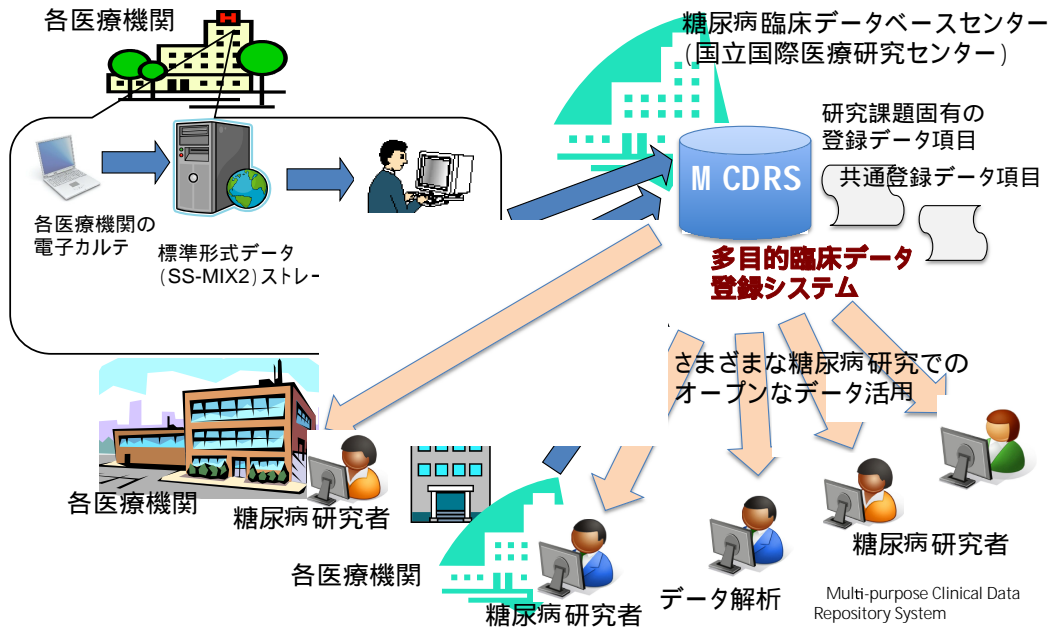 各医療機関
糖尿病臨床データベースセンター
(国立国際医療研究センター)
研究課題固有の
登録データ項目
共通登録データ項目
MCDRS
各医療機関の
電子カルテ
標準形式データ
(SS-MIX2)ストレー
多目的臨床データ
登録システム
さまざまな糖尿病研究での
オープンなデータ活用
各医療機関
糖尿病研究者
各医療機関
糖尿病研究者
データ解析
糖尿病研究者
Multi-purpose Clinical Data
Repository System
H